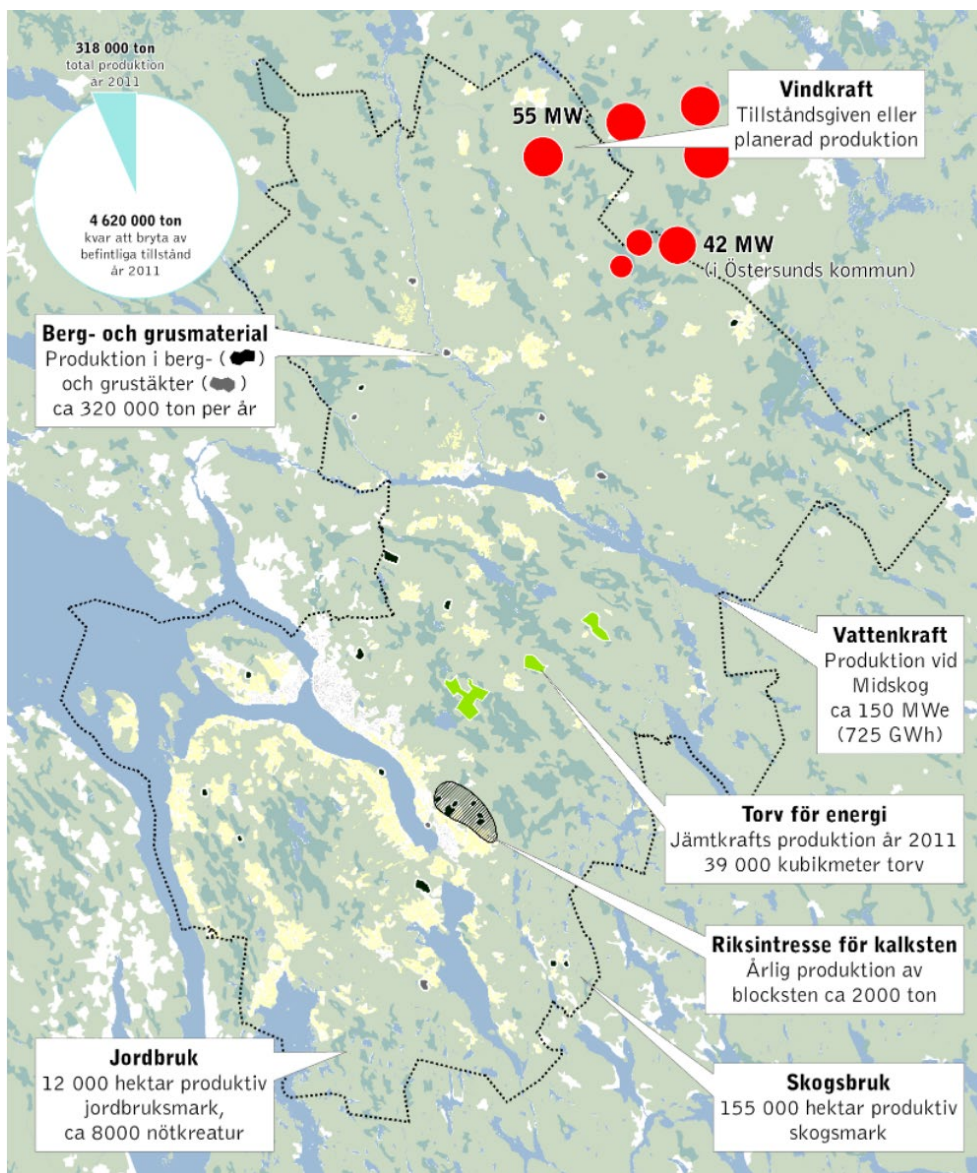 318 000 ton
total produktion
år 2011
4 620 000 ton
kvar att bryta av
befintliga tillstånd
år 2011
55 MW
Vindkraft
Tillståndsgiven eller
planerad produktion
42 MW
(i Östersunds kommun)
Berg- och grusmaterial
Produktion i berg- ( )
och grustäkter ( )
ca 320 000 ton per år
Vattenkraft
Produktion vid
Midskog
ca 150 MWe
(725 GWh)
Torv för energi
Jämtkrafts produktion år 2011
39 000 kubikmeter torv
Riksintresse för kalksten
Årlig produktion av
blocksten ca 2000 ton
Jordbruk
12 000 hektar produktiv
jordbruksmark,
ca 8000 nötkreatur
Skogsbruk
155 000 hektar produktiv
skogsmark